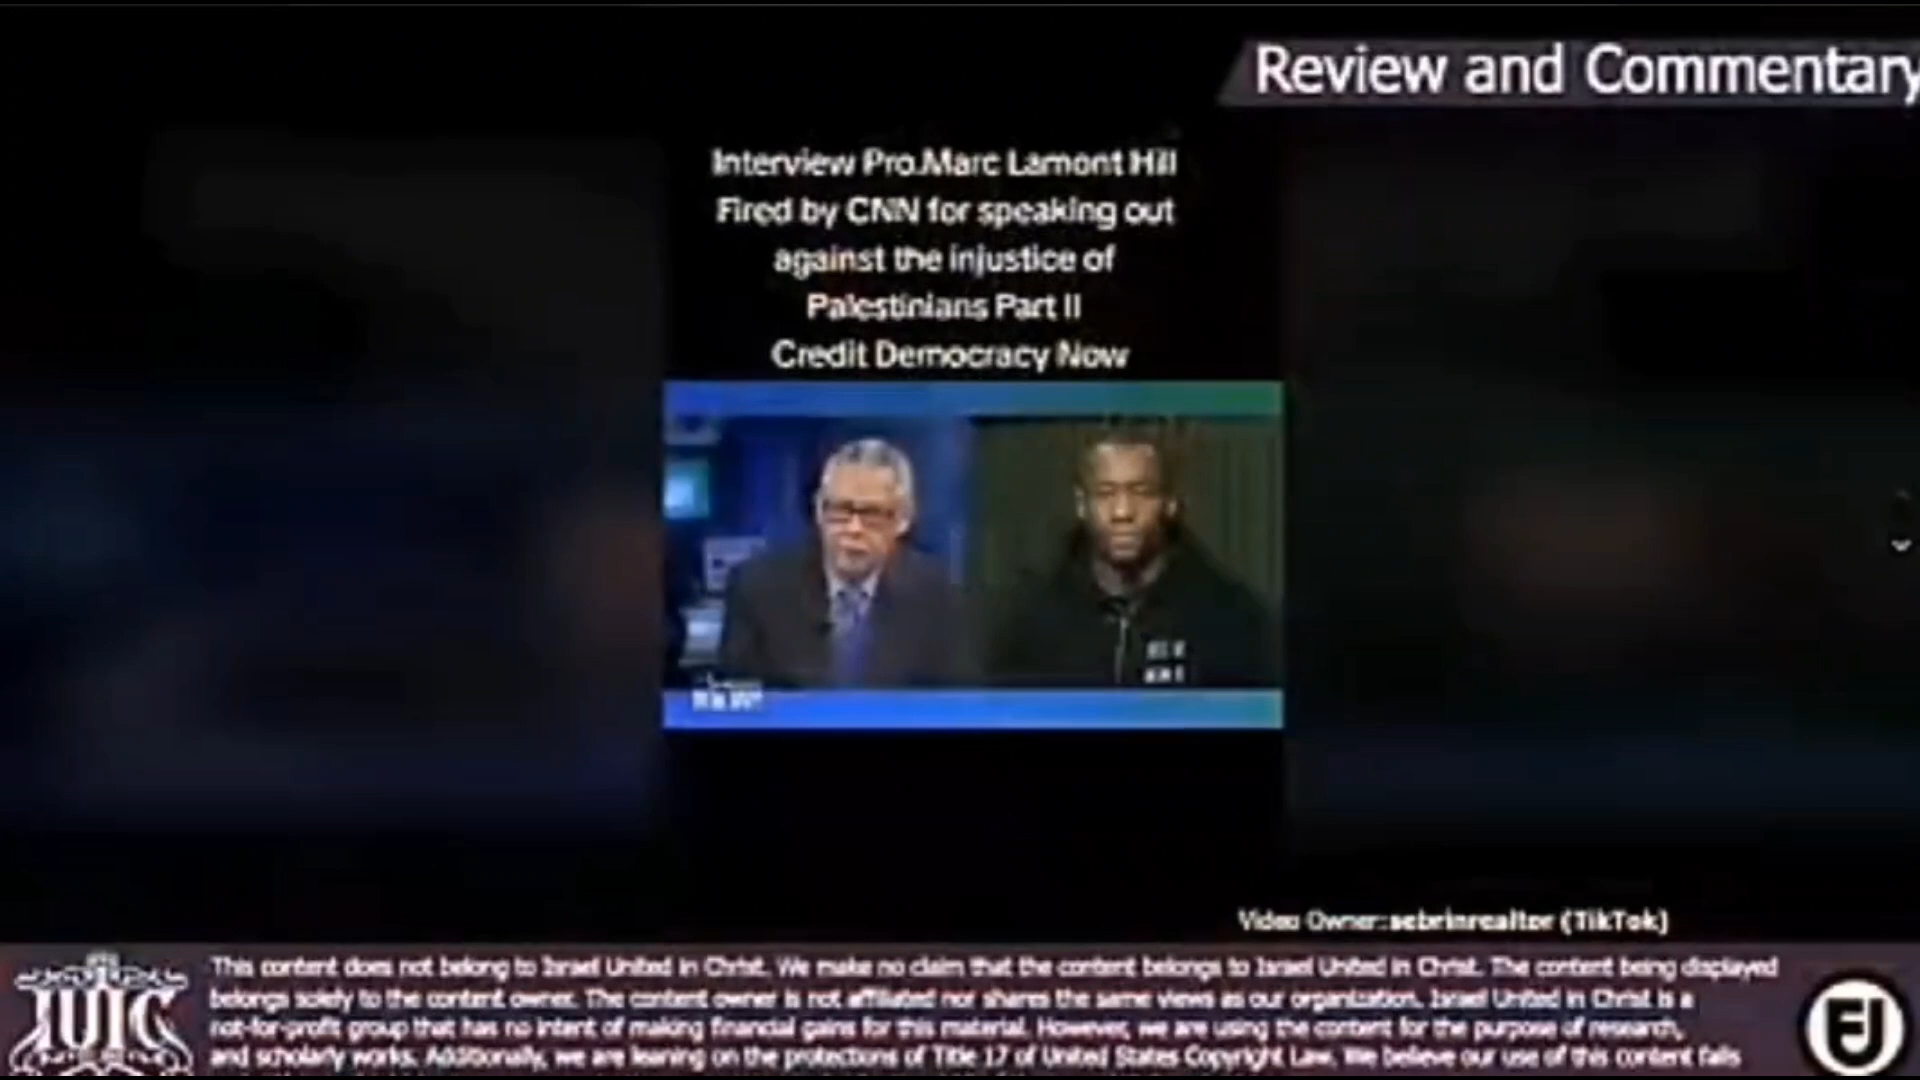 Review and Commentary
Interview Pro.Marc Lamont Hill
Fired by CNN for speaking out
against the injustice of
Palestinians Part II
Credit Democracy Now
Video Owner: sebrinrealtor (TikTok)
This content does not belong to Israel United in Christ. We make no claim that the content belongs to Israel United in Christ. The content being displayed
belongs solely to the content owner. The content owner is not affiliated nor shares the same views as our organization. Israel United in Christ is a
not-for-profit group that has no intent of making financial gains for this material. However, we are using the content for the purpose of research,
and scholarly works. Additionally, we are leaning on the protections of Title 17 of United States Copyright Law. We believe our use of this content falls
IUIC